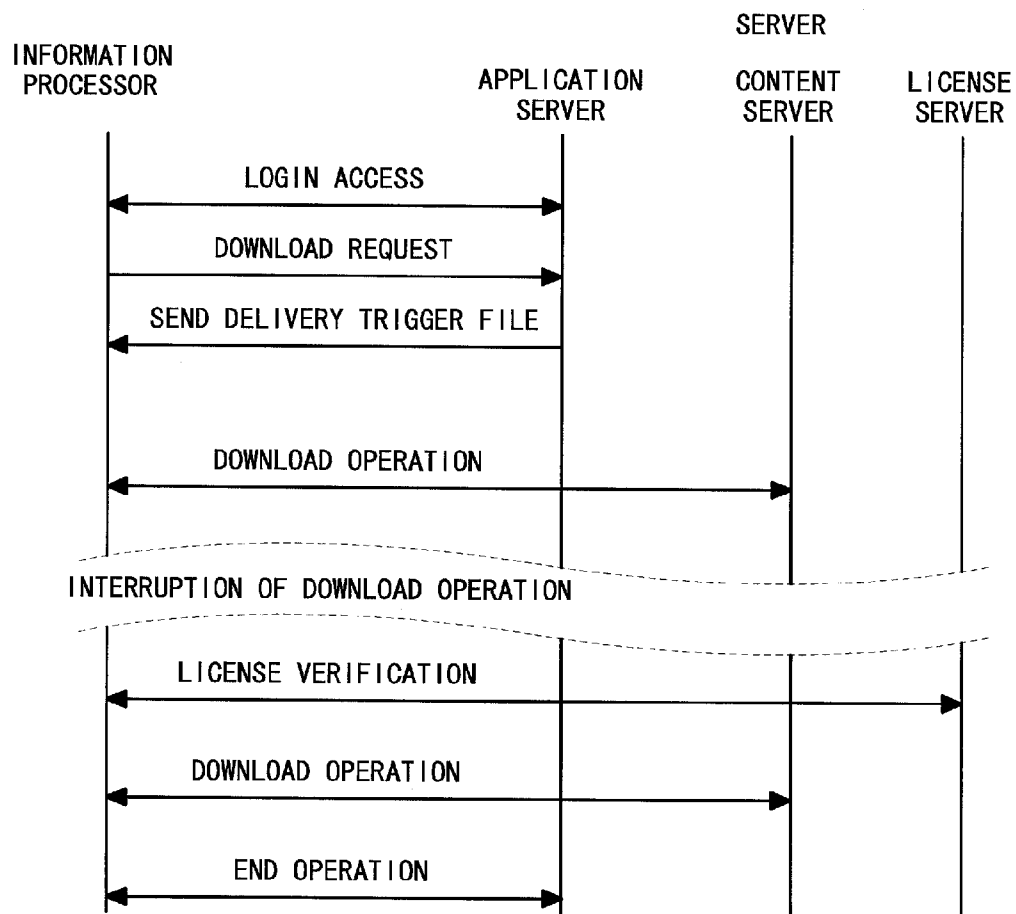 SERVER
INFORMATION
PROCESSOR
APPLICATION
SERVER
CONTENT
SERVER
LICENSE
SERVER
LOGIN ACCESS
DOWNLOAD REQUEST
SEND DELIVERY TRIGGER FILE
DOWNLOAD OPERATION
INTERRUPTION OF DOWNLOAD OPERATION
LICENSE VERIFICATION
DOWNLOAD OPERATION
END OPERATION